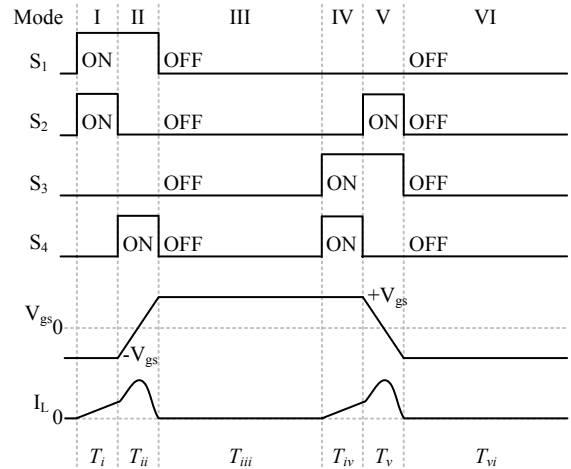 Mode I II III IV V VI
S1 ON OFF OFF
S2 ON OFF ON OFF
S3 OFF ON OFF
S4 ON OFF ON OFF
+Vgs
Vgs 0
-Vgs
IL 0
Ti Tii Tiii Tiv Tv Tvi